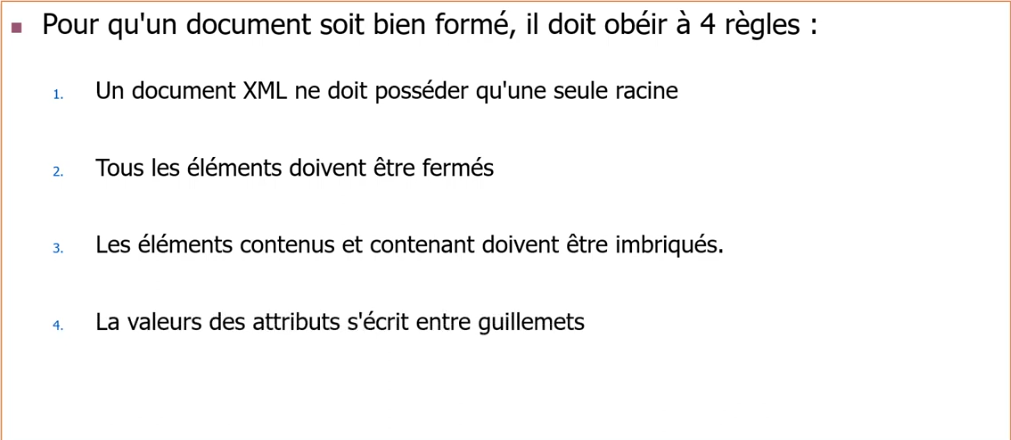 Pour qu'un document soit bien formé, il doit obéir à 4 règles :
1. Un document XML ne doit posséder qu'une seule racine
2. Tous les éléments doivent être fermés
3. Les éléments contenus et contenant doivent être imbriqués.
4. La valeurs des attributs s'écrit entre guillemets